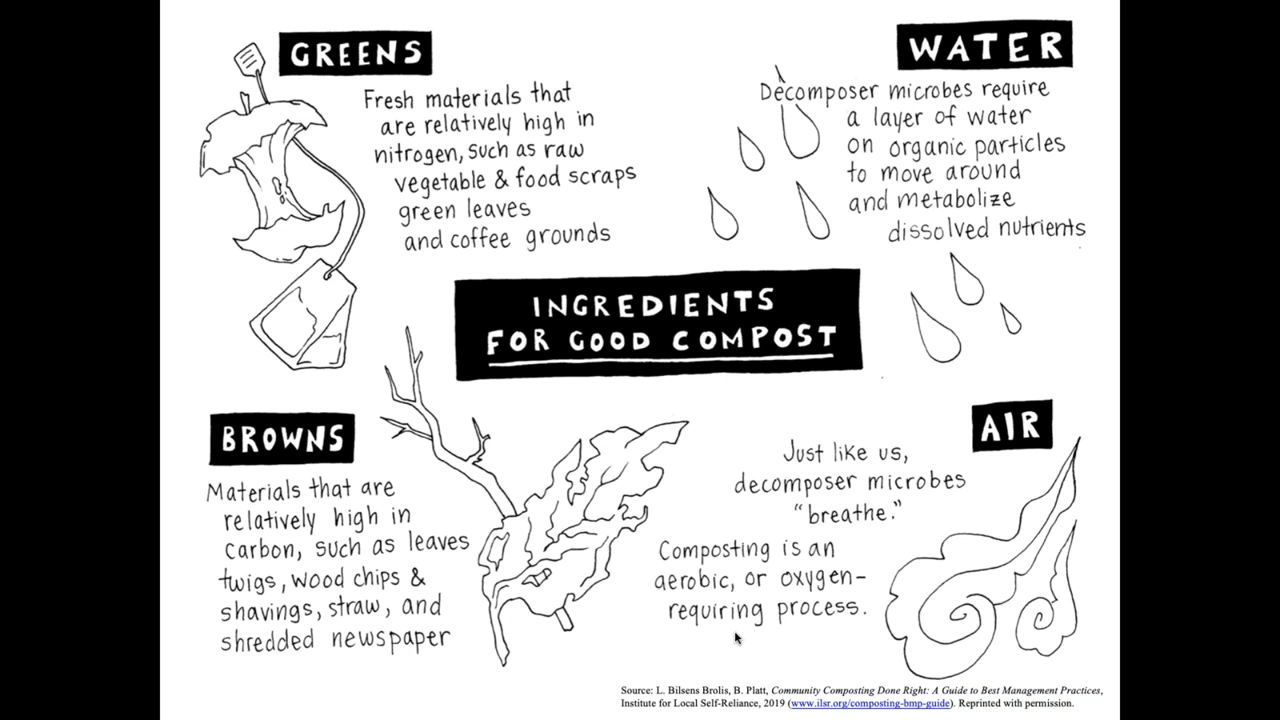 GREENS
Fresh materials that
are relatively high in
nitrogen, such as raw
vegetable & food scraps
green leaves
and coffee grounds
WATER
Decomposer microbes require
a layer of water
on organic particles
to move around
and metabolize
dissolved nutrients
INGREDIENTS
FOR GOOD COMPOST
BROWNS
Materials that are
relatively high in
carbon, such as leaves
twigs, wood chips &
shavings, straw, and
shredded newspaper
AIR
Just like us,
decomposer microbes
"breathe."
Composting is an
aerobic, or oxygen-
requiring process.
Source: L. Bilsens Brolis, B. Platt, Community Composting Done Right: A Guide to Best Management Practices,
Institute for Local Self-Reliance, 2019 (www.ilsr.org/composting-bmp-guide). Reprinted with permission.